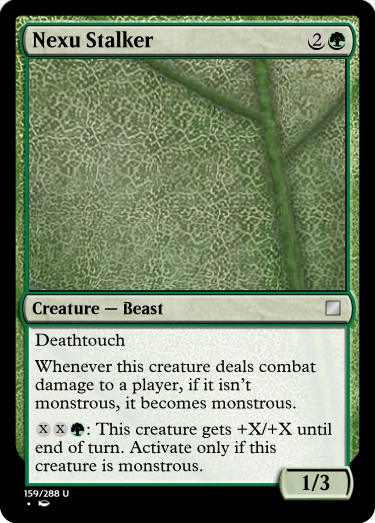 Nexu Stalker 2
Creature — Beast
Deathtouch
Whenever this creature deals combat
damage to a player, if it isn't
monstrous, it becomes monstrous.
X X : This creature gets +X/+X until
end of turn. Activate only if this
creature is monstrous.
1/3
159/288 U